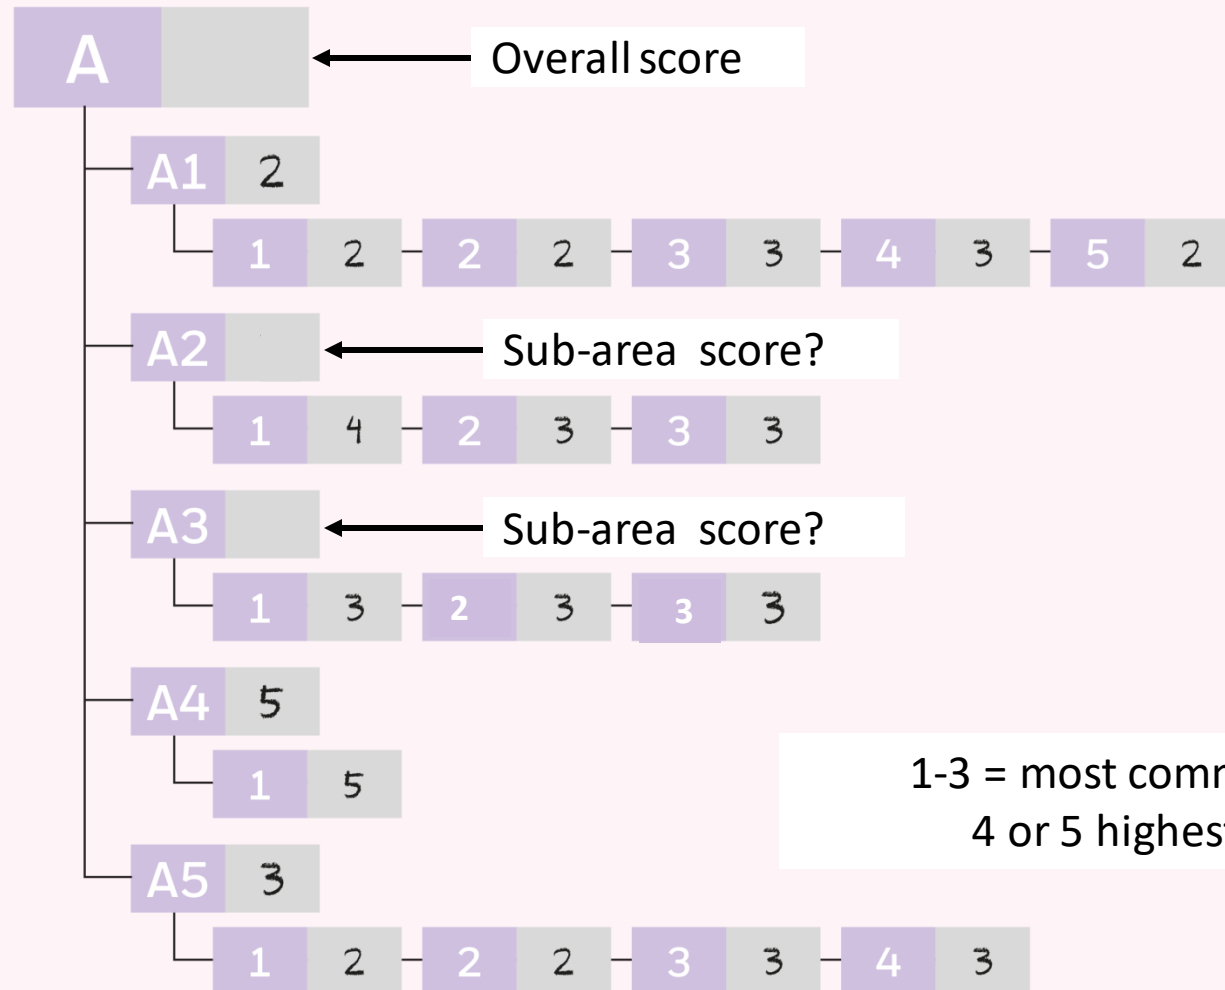 A
Overall score
A1 2
1 2 2 2 3 3 4 3 5 2
A2
Sub-area score?
1 4 2 3 3 3
A3
Sub-area score?
1 3 2 3 3 3
A4 5
1 5
1-3 = most comm
4 or 5 highest
A5 3
1 2 2 2 3 3 4 3